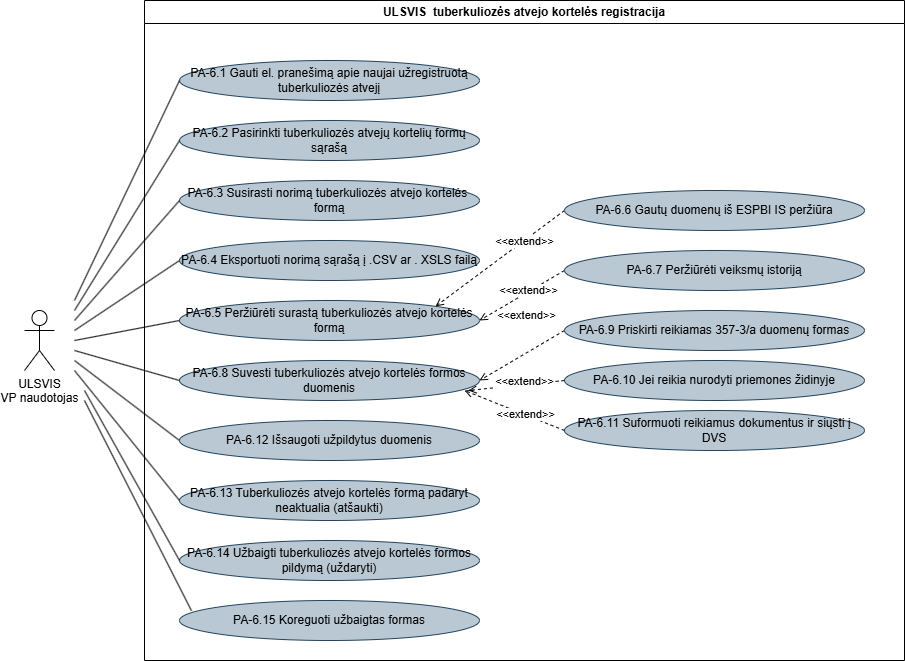 ULSVIS tuberkuliozės atvejo kortelės registracija
PA-6.1 Gauti el. pranešimą apie naujai užregistruotą
tuberkuliozės atvejį
PA-6.2 Pasirinkti tuberkuliozės atvejų kortelių formų
sąrašą
PA-6.3 Susirasti norimą tuberkuliozės atvejo kortelės
formą
PA-6.4 Eksportuoti norimą sąrašą į .CSV ar . XSLS failą
PA-6.5 Peržiūrėti surastą tuberkuliozės atvejo kortelės
formą
PA-6.8 Suvesti tuberkuliozės atvejo kortelės formos
duomenis
PA-6.12 Išsaugoti užpildytus duomenis
PA-6.13 Tuberkuliozės atvejo kortelės formą padaryt
neaktualia (atšaukti)
PA-6.14 Užbaigti tuberkuliozės atvejo kortelės formos
pildymą (uždaryti)
PA-6.15 Koreguoti užbaigtas formas
PA-6.6 Gautų duomenų iš ESPBI IS peržiūra
<<extend>>
PA-6.7 Peržiūrėti veiksmų istoriją
<<extend>>
<<extend>>
PA-6.9 Priskirti reikiamas 357-3/a duomenų formas
<<extend>>
PA-6.10 Jei reikia nurodyti priemones židinyje
<<extend>>
PA-6.11 Suformuoti reikiamus dokumentus ir siųsti į
DVS
ULSVIS
VP naudotojas